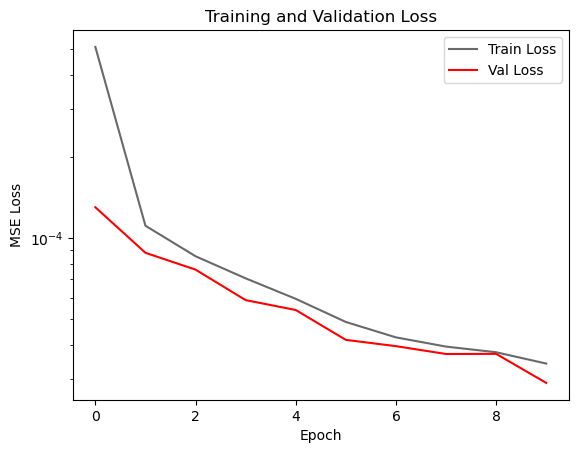 Training and Validation Loss
Train Loss
Val Loss
MSE Loss
10⁻⁴
0 2 4 6 8
Epoch